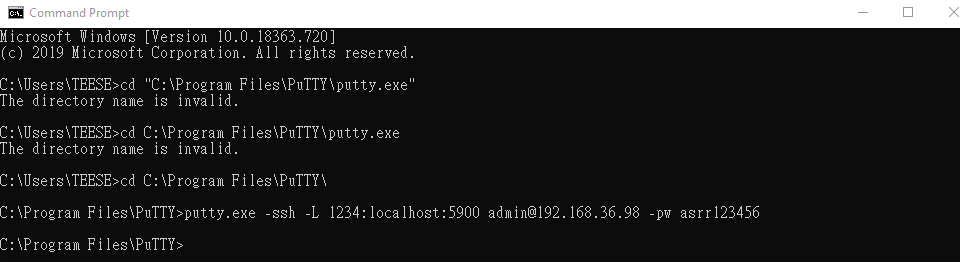 Command Prompt
Microsoft Windows [Version 10.0.18363.720]
(c) 2019 Microsoft Corporation. All rights reserved.
C:\Users\TEESE>cd "C:\Program Files\PuTTY\putty.exe"
The directory name is invalid.
C:\Users\TEESE>cd C:\Program Files\PuTTY\putty.exe
The directory name is invalid.
C:\Users\TEESE>cd C:\Program Files\PuTTY\
C:\Program Files\PuTTY>putty.exe -ssh -L 1234:localhost:5900 admin@192.168.36.98 -pw asrr123456
C:\Program Files\PuTTY>